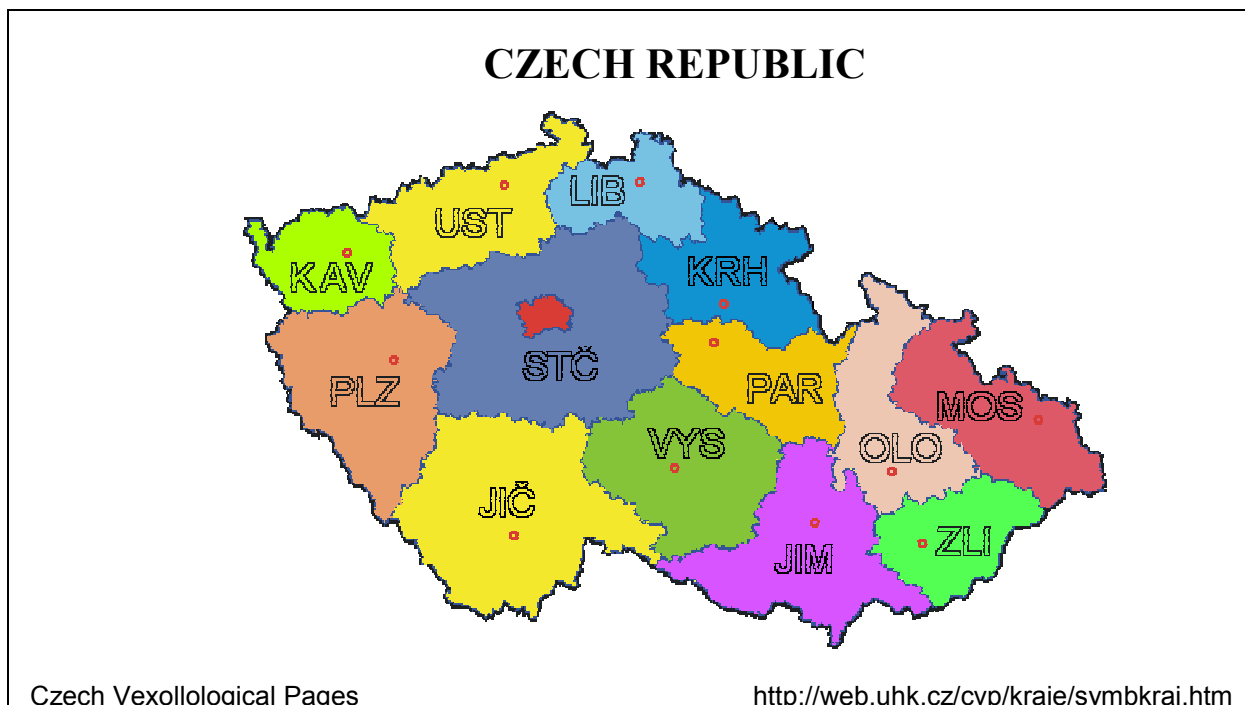 CZECH REPUBLIC
LIB
UST
KRH
KAV
STČ
PLZ
PAR
MOS
VYS
OLO
JIČ
ZLI
JIM
Czech Vexollological Pages
http://web.uhk.cz/cvp/kraje/symbkraj.htm